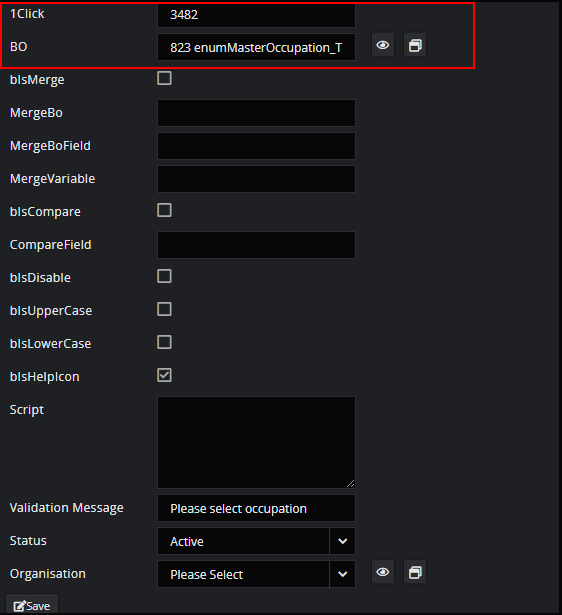 1Click 3482
BO 823 enumMasterOccupation_T
bIsMerge
MergeBo
MergeBoField
MergeVariable
bIsCompare
CompareField
bIsDisable
bIsUpperCase
bIsLowerCase
bIsHelpIcon
Script
Validation Message Please select occupation
Status Active
Organisation Please Select
Save